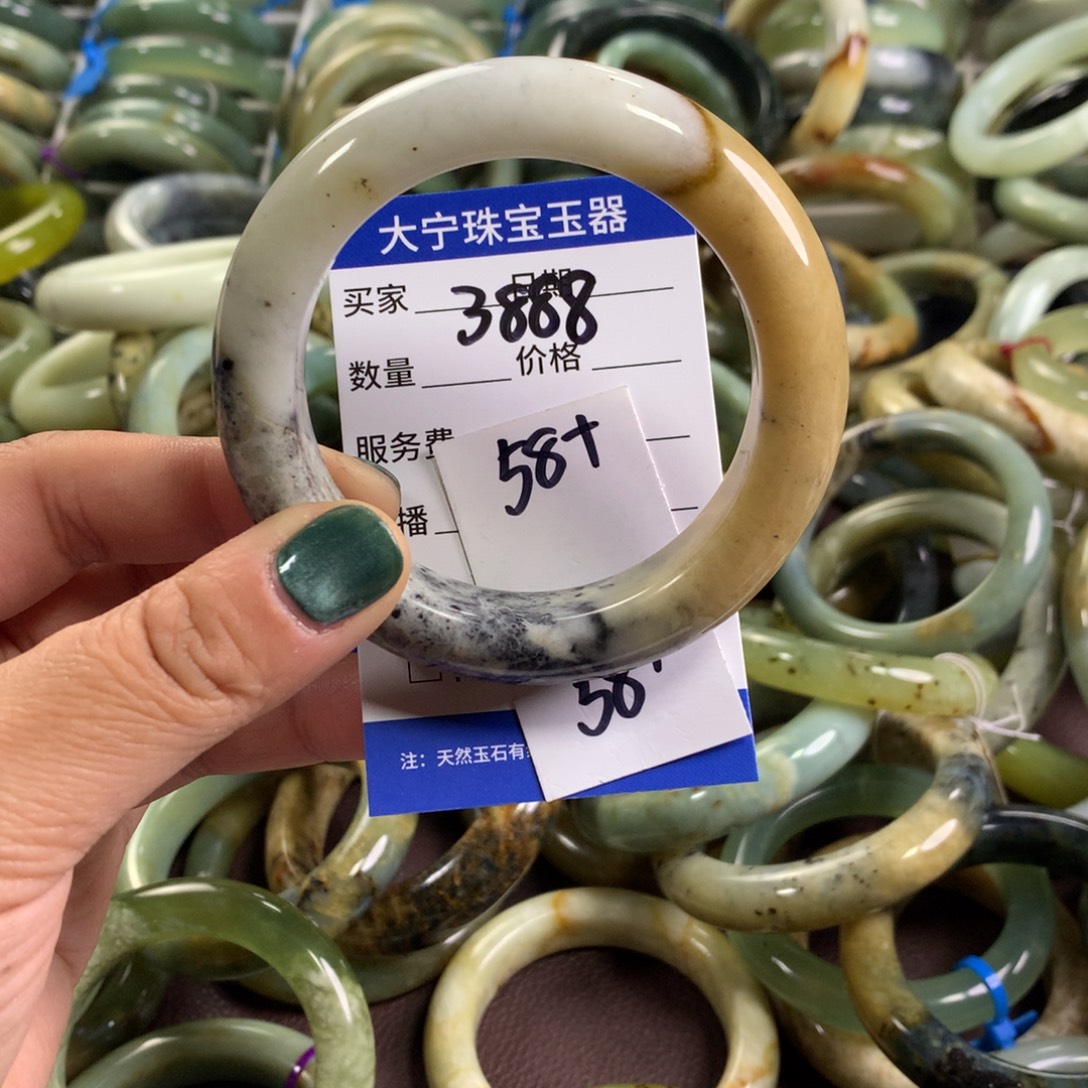 大宁珠宝玉器
买家 日期
3888
数量 价格
58+
服务费
播
58+
注：天然玉石有